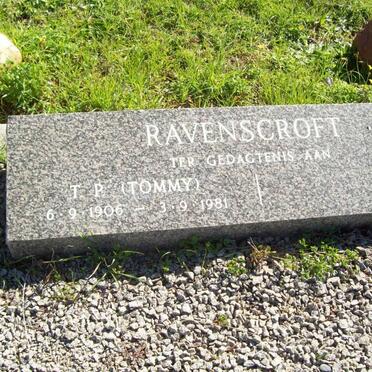 RAVENSCROFT
TER GEDAGTENIS AAN
T. P. (TOMMY)
6. 9. 1906 — 3. 9. 1981